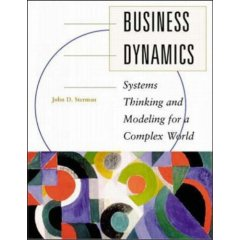 BUSINESS
DYNAMICS
Systems
Thinking and
Modeling for a
Complex World
John D. Sterman